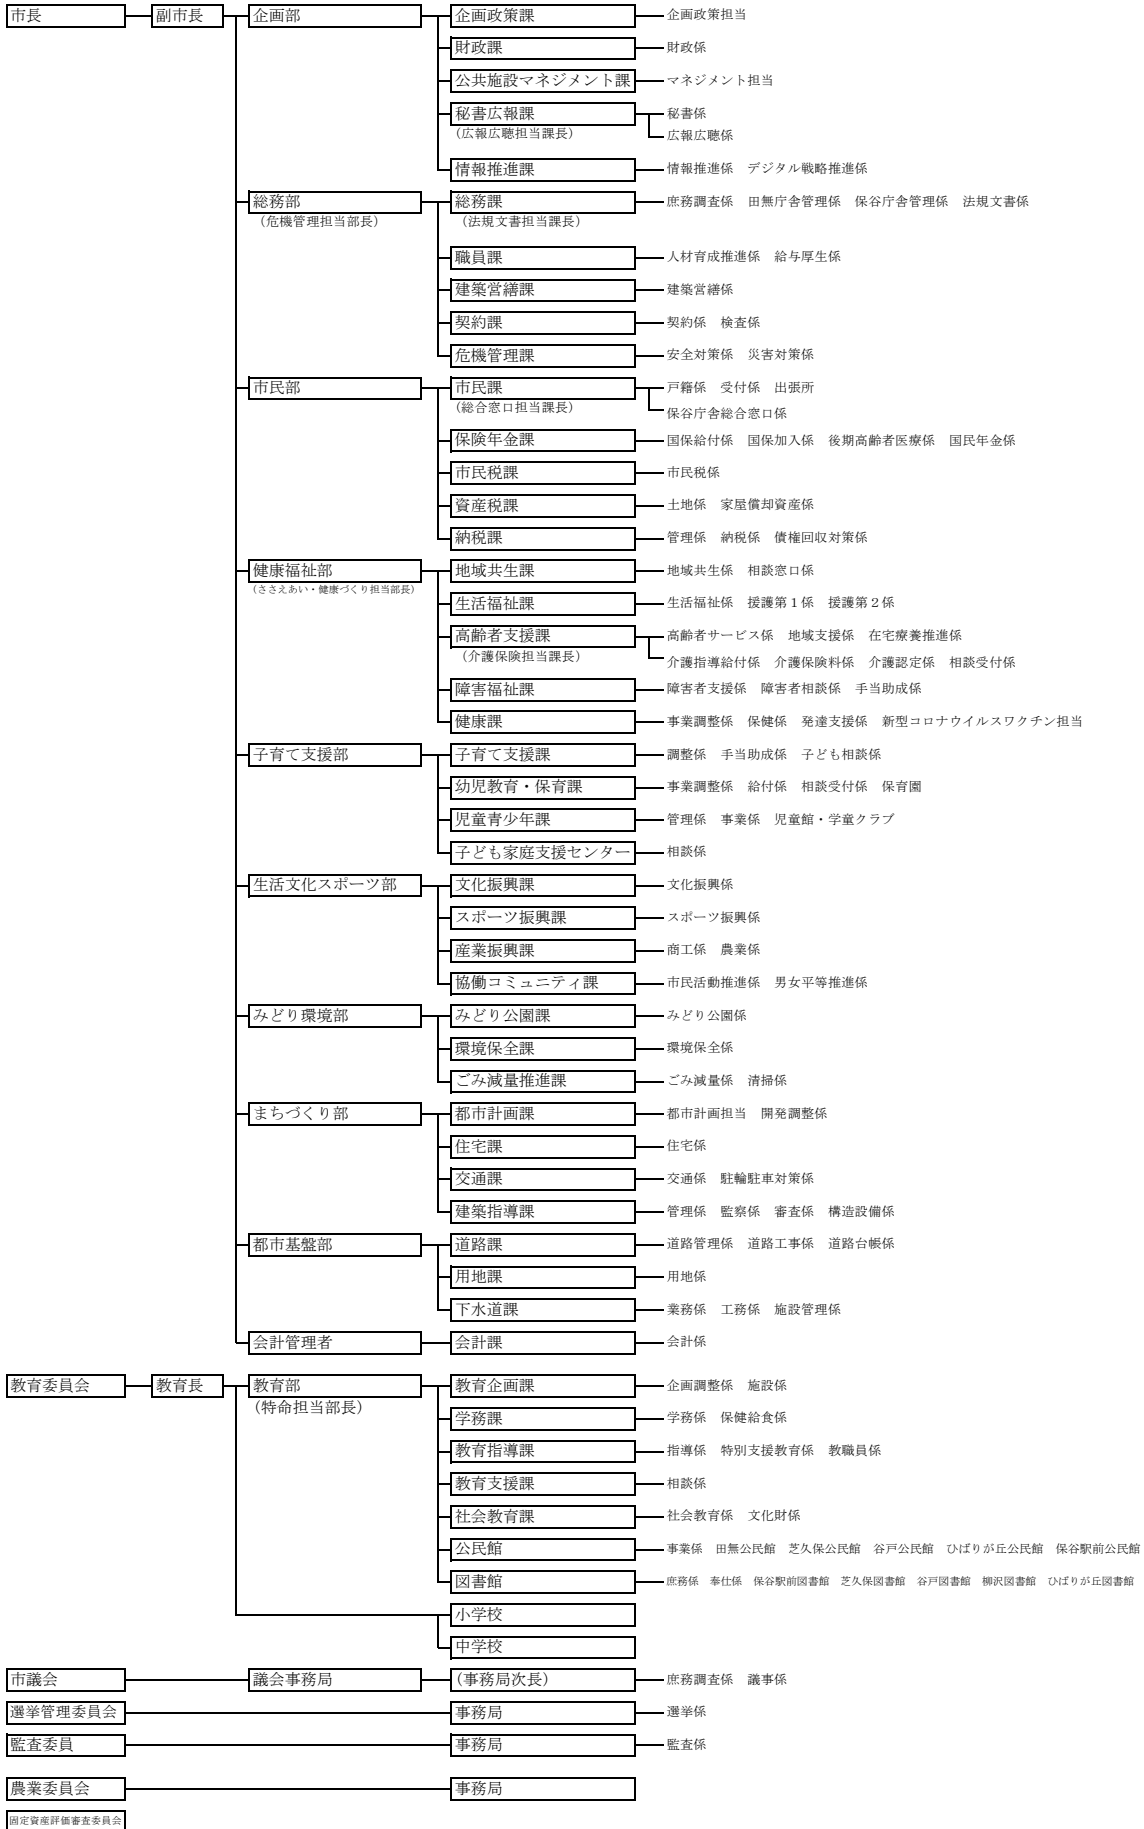 市長 副市長 企画部 企画政策課 企画政策担当
財政課 財政係
公共施設マネジメント課 マネジメント担当
秘書広報課 秘書係
(広報広聴担当課長) 広報広聴係
情報推進課 情報推進係 デジタル戦略推進係
総務部 総務課 庶務調査係 田無庁舎管理係 保谷庁舎管理係 法規文書係
(危機管理担当部長) (法規文書担当課長)
職員課 人材育成推進係 給与厚生係
建築営繕課 建築営繕係
契約課 契約係 検査係
危機管理課 安全対策係 災害対策係
市民部 市民課 戸籍係 受付係 出張所
(総合窓口担当課長) 保谷庁舎総合窓口係
保険年金課 国保給付係 国保加入係 後期高齢者医療係 国民年金係
市民税課 市民税係
資産税課 土地係 家屋償却資産係
納税課 管理係 納税係 債権回収対策係
健康福祉部 地域共生課 地域共生係 相談窓口係
(ささえあい・健康づくり担当部長)
生活福祉課 生活福祉係 援護第1係 援護第2係
高齢者支援課 高齢者サービス係 地域支援係 在宅療養推進係
(介護保険担当課長) 介護指導給付係 介護保険料係 介護認定係 相談受付係
障害福祉課 障害者支援係 障害者相談係 手当助成係
健康課 事業調整係 保健係 発達支援係 新型コロナウイルスワクチン担当
子育て支援部 子育て支援課 調整係 手当助成係 子ども相談係
幼児教育・保育課 事業調整係 給付係 相談受付係 保育園
児童青少年課 管理係 事業係 児童館・学童クラブ
子ども家庭支援センター 相談係
生活文化スポーツ部 文化振興課 文化振興係
スポーツ振興課 スポーツ振興係
産業振興課 商工係 農業係
協働コミュニティ課 市民活動推進係 男女平等推進係
みどり環境部 みどり公園課 みどり公園係
環境保全課 環境保全係
ごみ減量推進課 ごみ減量係 清掃係
まちづくり部 都市計画課 都市計画担当 開発調整係
住宅課 住宅係
交通課 交通係 駐輪駐車対策係
建築指導課 管理係 監察係 審査係 構造設備係
都市基盤部 道路課 道路管理係 道路工事係 道路台帳係
用地課 用地係
下水道課 業務係 工務係 施設管理係
会計管理者 会計課 会計係
教育委員会 教育長 教育部 教育企画課 企画調整係 施設係
(特命担当部長)
学務課 学務係 保健給食係
教育指導課 指導係 特別支援教育係 教職員係
教育支援課 相談係
社会教育課 社会教育係 文化財係
公民館 事業係 田無公民館 芝久保公民館 谷戸公民館 ひばりが丘公民館 保谷駅前公民館
図書館 庶務係 奉仕係 保谷駅前図書館 芝久保図書館 谷戸図書館 柳沢図書館 ひばりが丘図書館
小学校
中学校
市議会 議会事務局 (事務局次長) 庶務調査係 議事係
選挙管理委員会 事務局 選挙係
監査委員 事務局 監査係
農業委員会 事務局
固定資産評価審査委員会